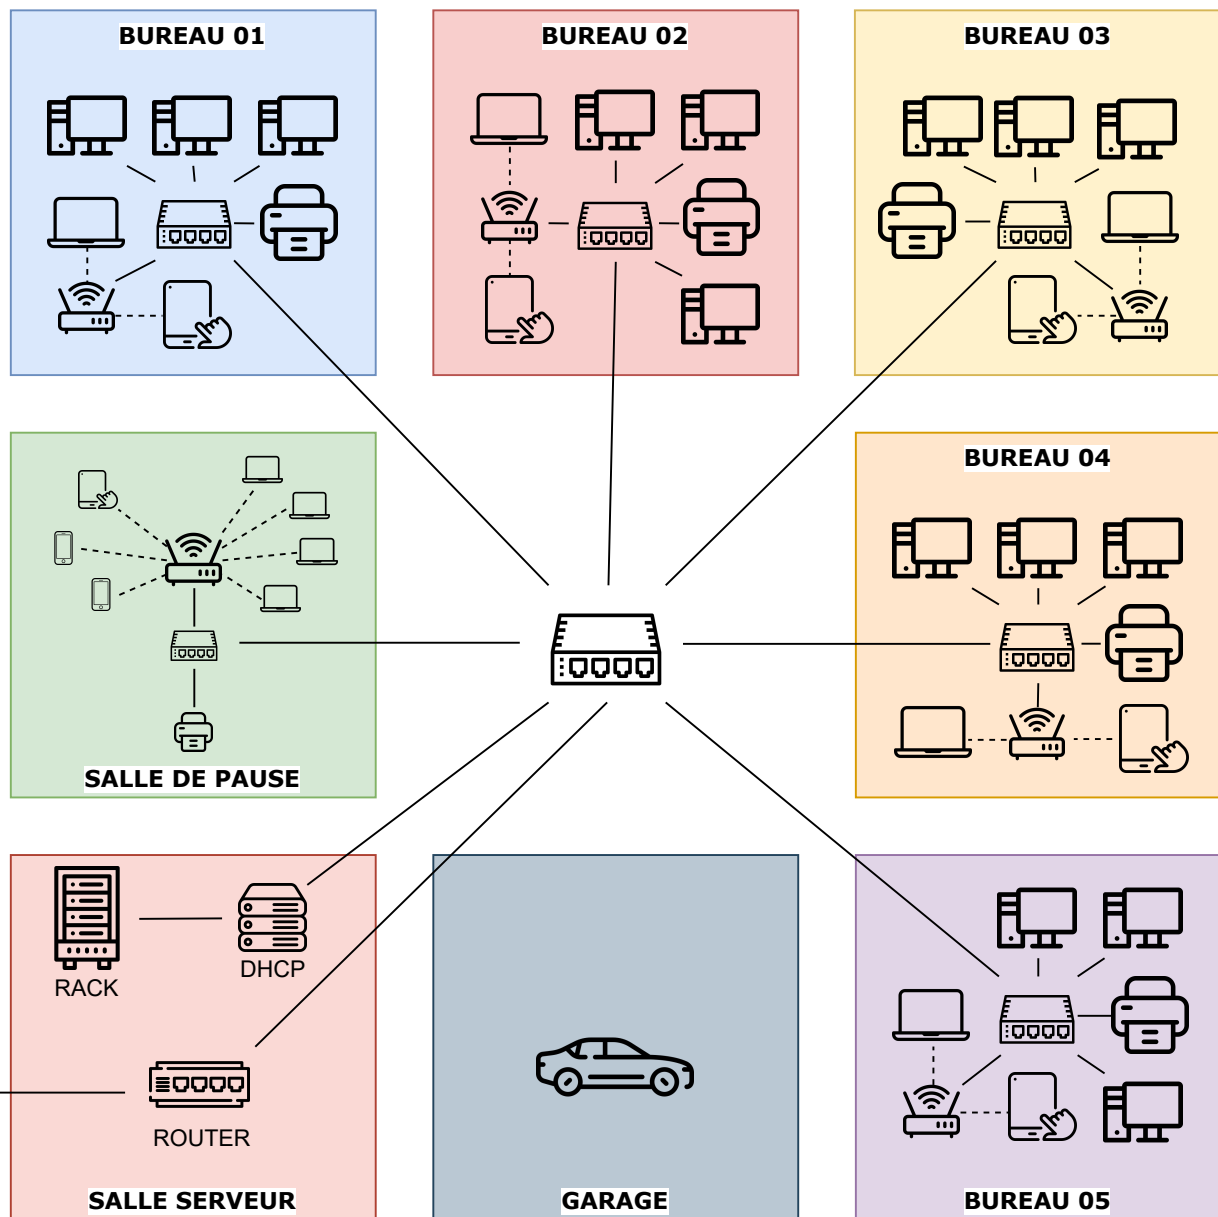 BUREAU 01
BUREAU 02
BUREAU 03
BUREAU 04
SALLE DE PAUSE
RACK
DHCP
ROUTER
SALLE SERVEUR
GARAGE
BUREAU 05